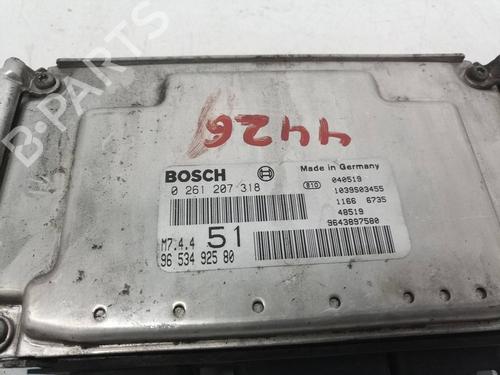 B-PARTS
4426
BOSCH
0 261 207 318
Made in Germany
B10 040519
1039S03455
1166 6735
48519
9643897580
M7.4.4 51
96 534 925 80